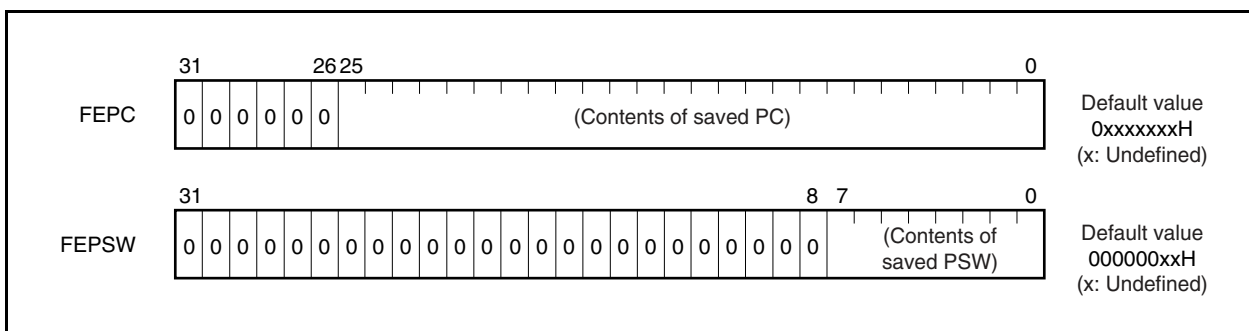 31 26 25 0
FEPC 0 0 0 0 0 0 (Contents of saved PC) Default value
0xxxxxxxH
(x: Undefined)
31 8 7 0
FEPSW 0 0 0 0 0 0 0 0 0 0 0 0 0 0 0 0 0 0 0 0 0 0 0 0 (Contents of
saved PSW) Default value
000000xxH
(x: Undefined)